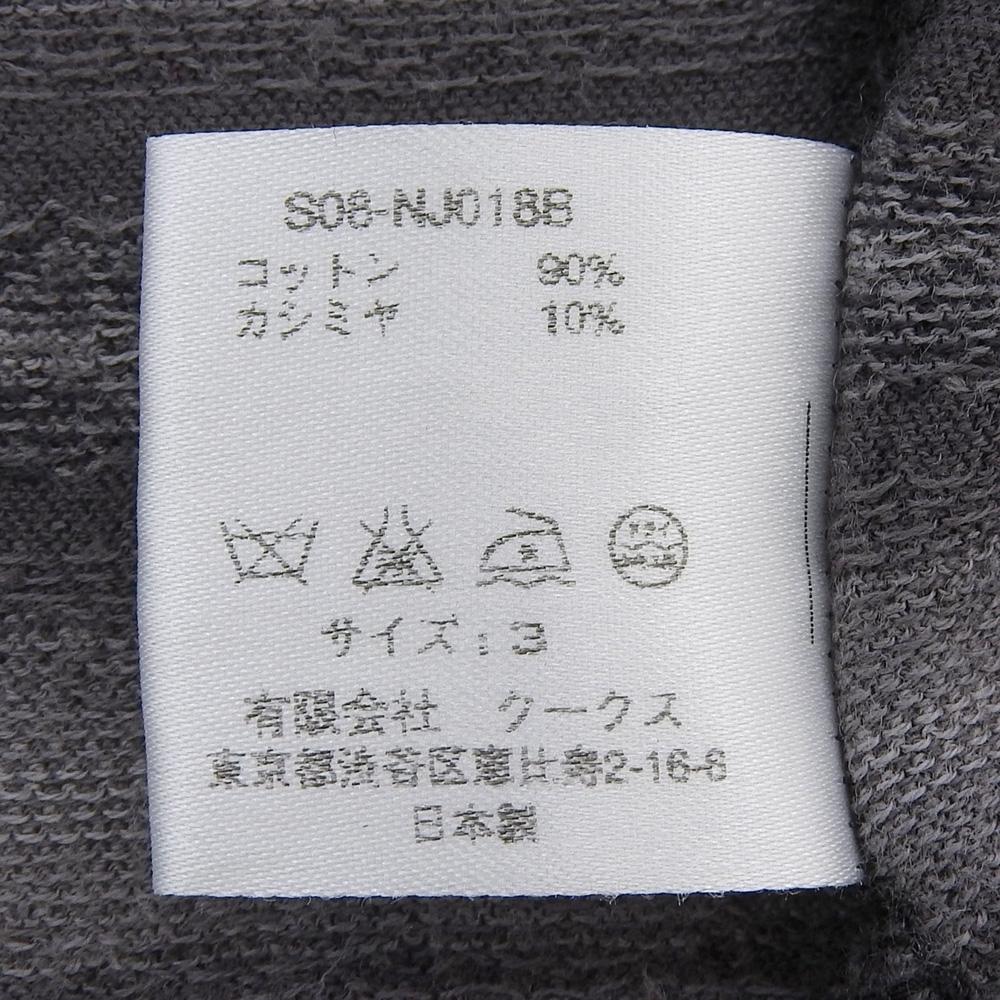 S08-NJ018B
コットン 90%
カシミヤ 10%
サイズ：3
有限会社 クークス
東京都渋谷区恵比寿2-16-8
日本製